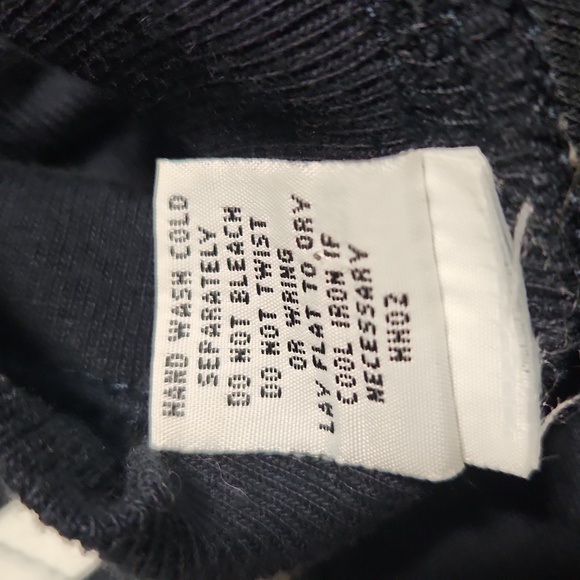 HAND WASH COLD
SEPARATELY
DO NOT BLEACH
DO NOT TWIST
OR WRING
LAY FLAT TO DRY
COOL IRON IF
NECESSARY
HH02